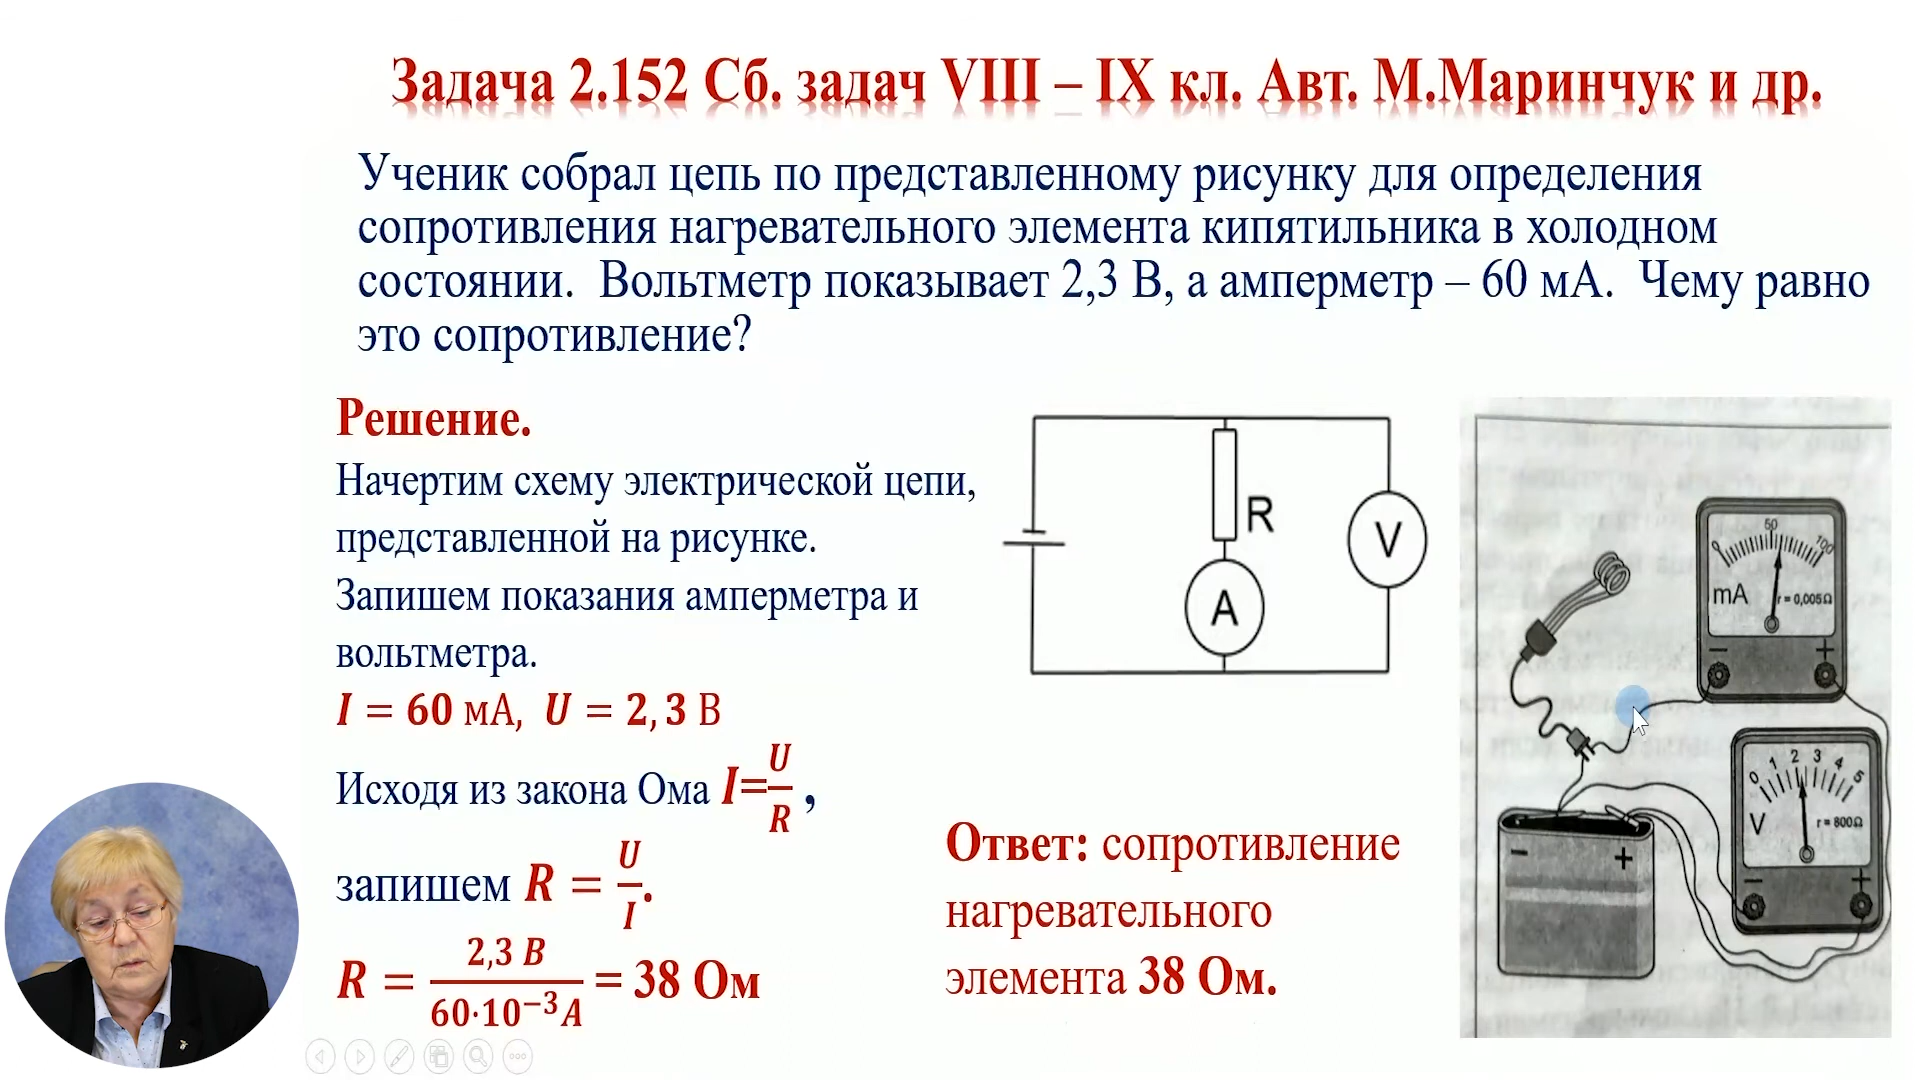 Задача 2.152 Сб. задач VIII – IX кл. Авт. М.Маринчук и др.
Ученик собрал цепь по представленному рисунку для определения
сопротивления нагревательного элемента кипятильника в холодном
состоянии. Вольтметр показывает 2,3 В, а амперметр – 60 мА. Чему равно
это сопротивление?
Решение.
Начертим схему электрической цепи,
представленной на рисунке.
Запишем показания амперметра и
вольтметра.
I = 60 мА, U = 2,3 В
Исходя из закона Ома I=U/R ,
запишем R = U/I.
R = 2,3 В / 60·10⁻³А = 38 Ом
R
A
V
Ответ: сопротивление
нагревательного
элемента 38 Ом.
0 50 100
mA r = 0,005Ω
− +
0 1 2 3 4 5
V r = 800Ω
− +
− +